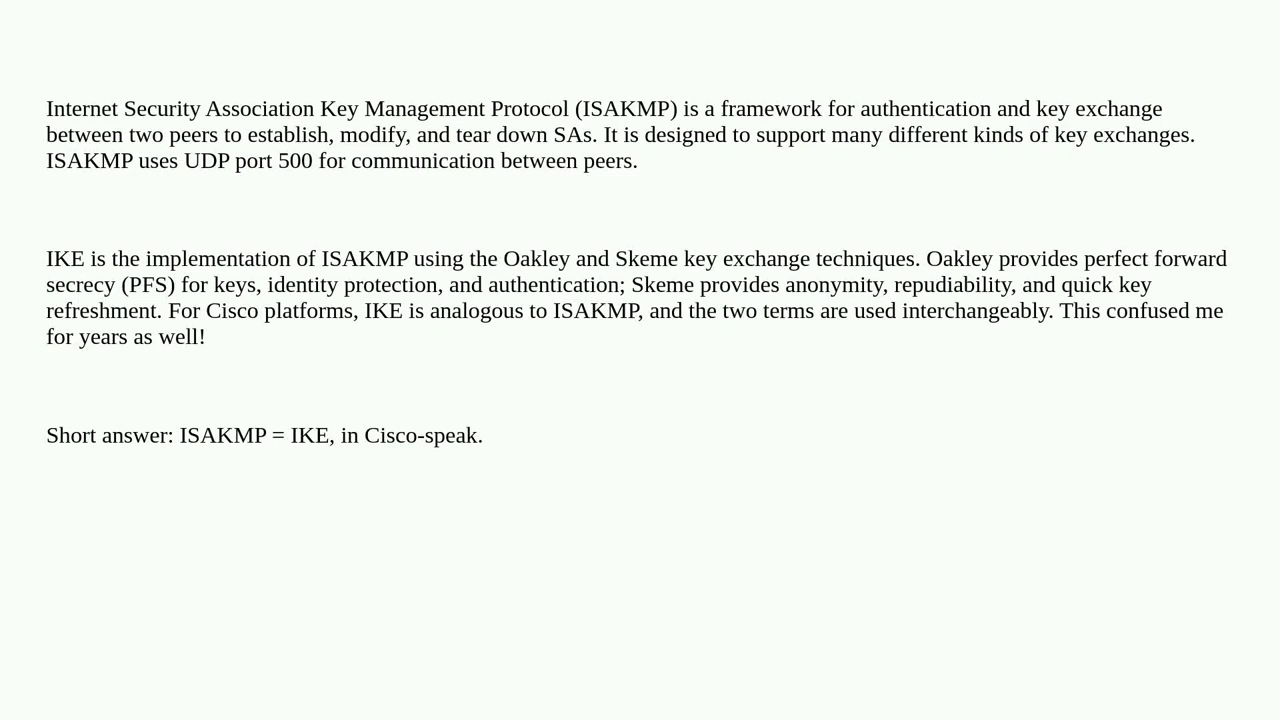 Internet Security Association Key Management Protocol (ISAKMP) is a framework for authentication and key exchange
between two peers to establish, modify, and tear down SAs. It is designed to support many different kinds of key exchanges.
ISAKMP uses UDP port 500 for communication between peers.
IKE is the implementation of ISAKMP using the Oakley and Skeme key exchange techniques. Oakley provides perfect forward
secrecy (PFS) for keys, identity protection, and authentication; Skeme provides anonymity, repudiability, and quick key
refreshment. For Cisco platforms, IKE is analogous to ISAKMP, and the two terms are used interchangeably. This confused me
for years as well!
Short answer: ISAKMP = IKE, in Cisco-speak.